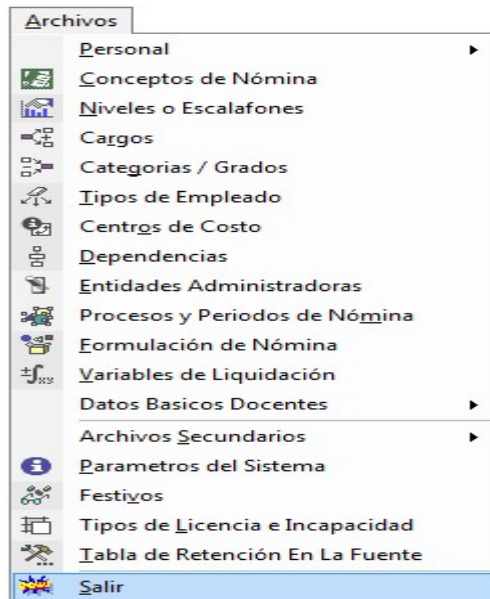 Archivos
Personal
Conceptos de Nómina
Niveles o Escalafones
Cargos
Categorias / Grados
Tipos de Empleado
Centros de Costo
Dependencias
Entidades Administradoras
Procesos y Periodos de Nómina
Formulación de Nómina
Variables de Liquidación
Datos Basicos Docentes
Archivos Secundarios
Parametros del Sistema
Festivos
Tipos de Licencia e Incapacidad
Tabla de Retención En La Fuente
Salir